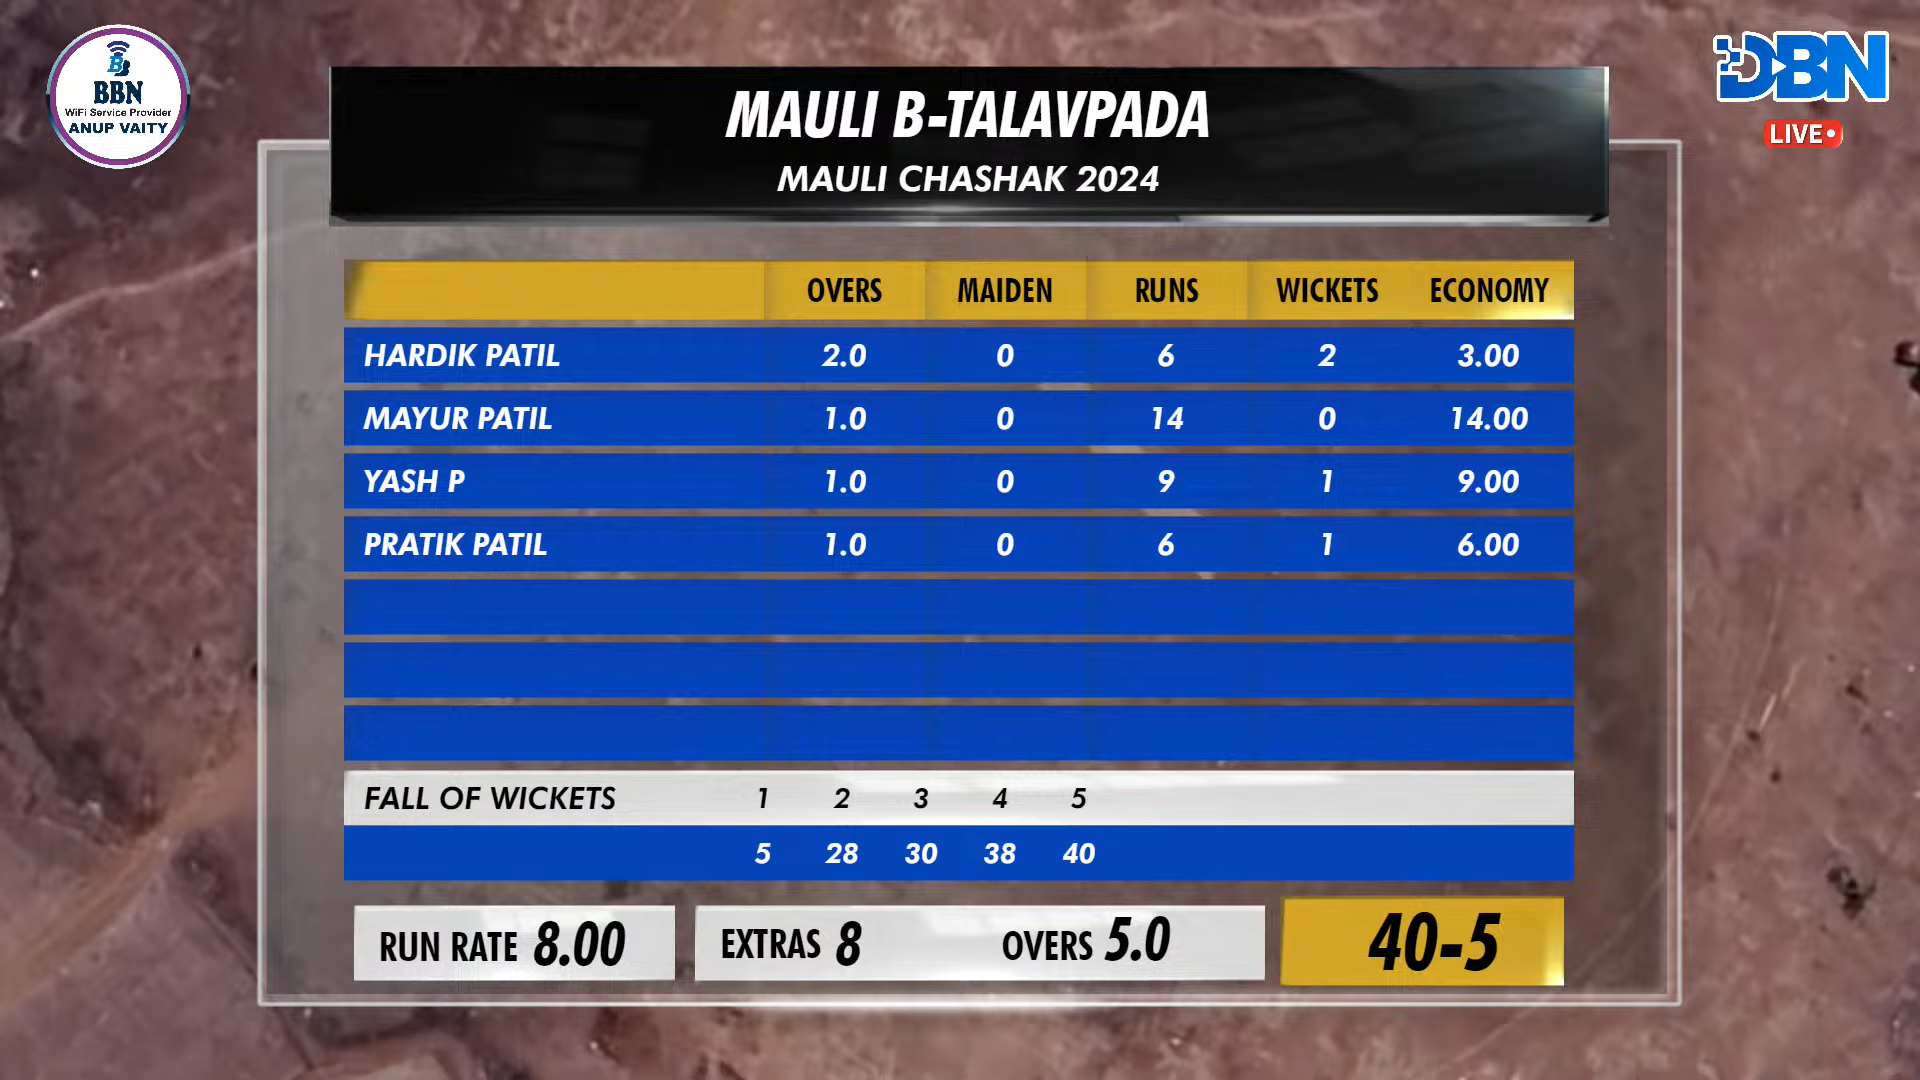 BBN
WiFi Service Provider
ANUP VAITY
DBN
LIVE
MAULI B-TALAVPADA
MAULI CHASHAK 2024
OVERS MAIDEN RUNS WICKETS ECONOMY
HARDIK PATIL 2.0 0 6 2 3.00
MAYUR PATIL 1.0 0 14 0 14.00
YASH P 1.0 0 9 1 9.00
PRATIK PATIL 1.0 0 6 1 6.00
FALL OF WICKETS 1 2 3 4 5
5 28 30 38 40
RUN RATE 8.00 EXTRAS 8 OVERS 5.0 40-5